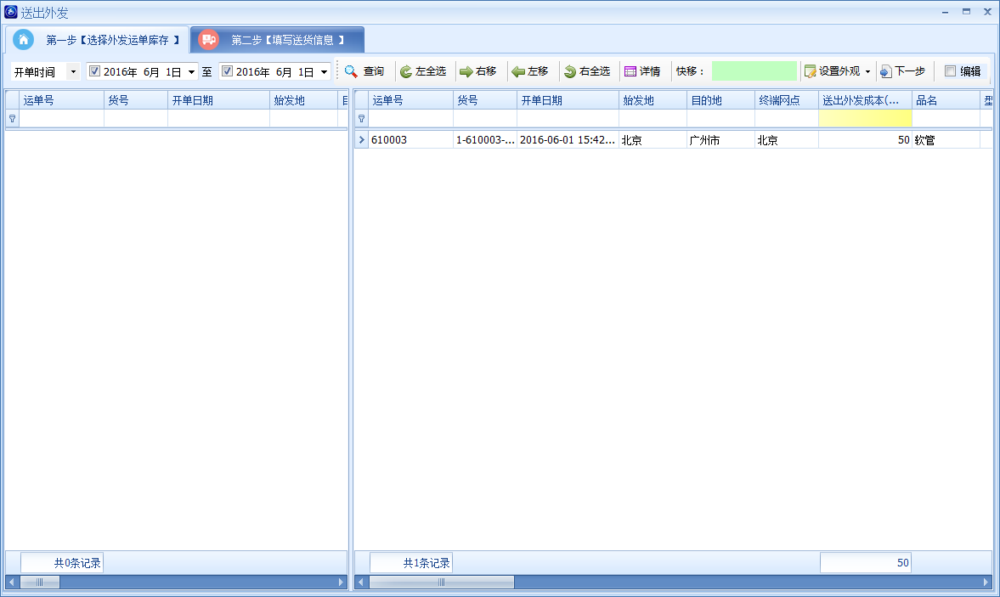 送出外发
第一步【选择外发运单库存 】 第二步【填写送货信息 】
开单时间 2016年 6月 1日 至 2016年 6月 1日 查询 左全选 右移 左移 右全选 详情 快移： 设置外观 下一步 编辑
运单号 货号 开单日期 始发地 运单号 货号 开单日期 始发地 目的地 终端网点 送出外发成本(... 品名
610003 1-610003-... 2016-06-01 15:42... 北京 广州市 北京 50 软管
共0条记录 共1条记录 50